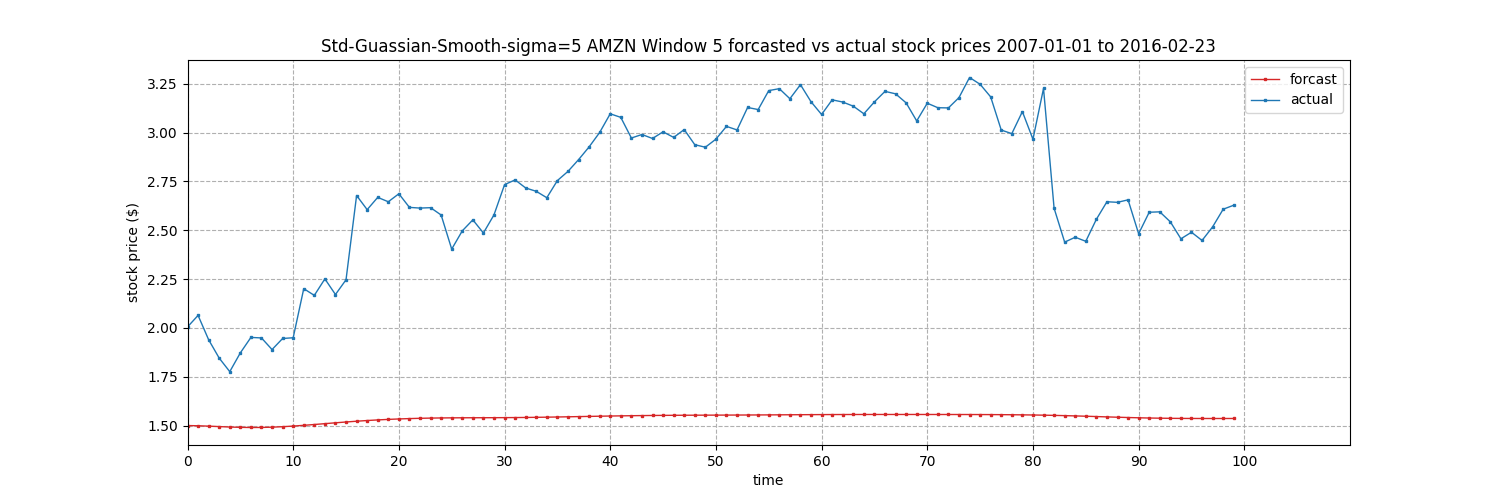 Std-Guassian-Smooth-sigma=5 AMZN Window 5 forcasted vs actual stock prices 2007-01-01 to 2016-02-23
forcast
actual
stock price ($)
3.25
3.00
2.75
2.50
2.25
2.00
1.75
1.50
0 10 20 30 40 50 60 70 80 90 100
time